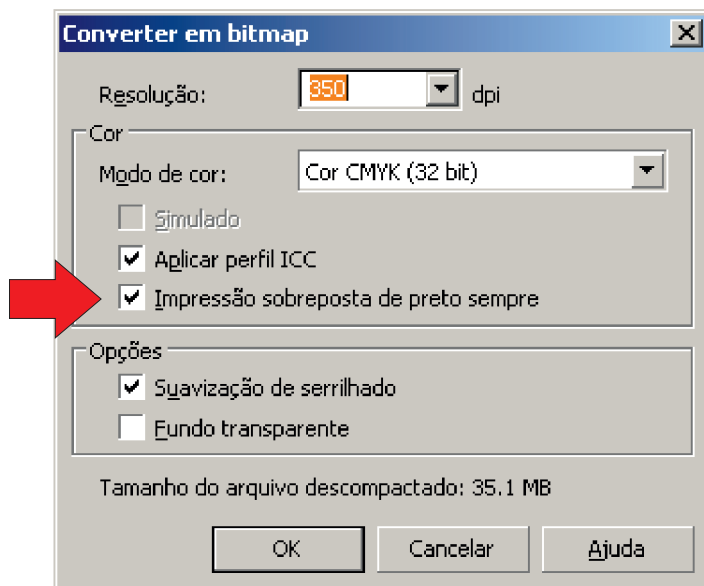 Converter em bitmap
Resolução: 350 dpi
Cor
Modo de cor: Cor CMYK (32 bit)
Simulado
Aplicar perfil ICC
Impressão sobreposta de preto sempre
Opções
Suavização de serrilhado
Fundo transparente
Tamanho do arquivo descompactado: 35.1 MB
OK Cancelar Ajuda